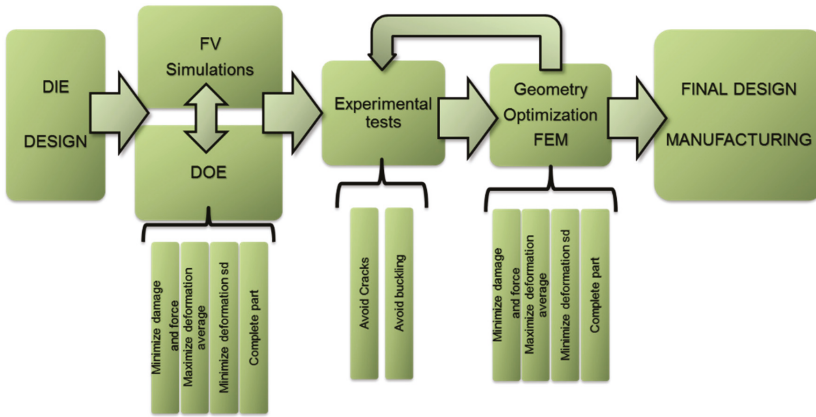 DIE
DESIGN
FV
Simulations
DOE
Experimental
tests
Geometry
Optimization
FEM
FINAL DESIGN
MANUFACTURING
Minimize damage
and force
Maximize deformation
average
Minimize deformation sd
Complete part
Avoid Cracks
Avoid buckling
Minimize damage
and force
Maximize deformation
average
Minimize deformation sd
Complete part